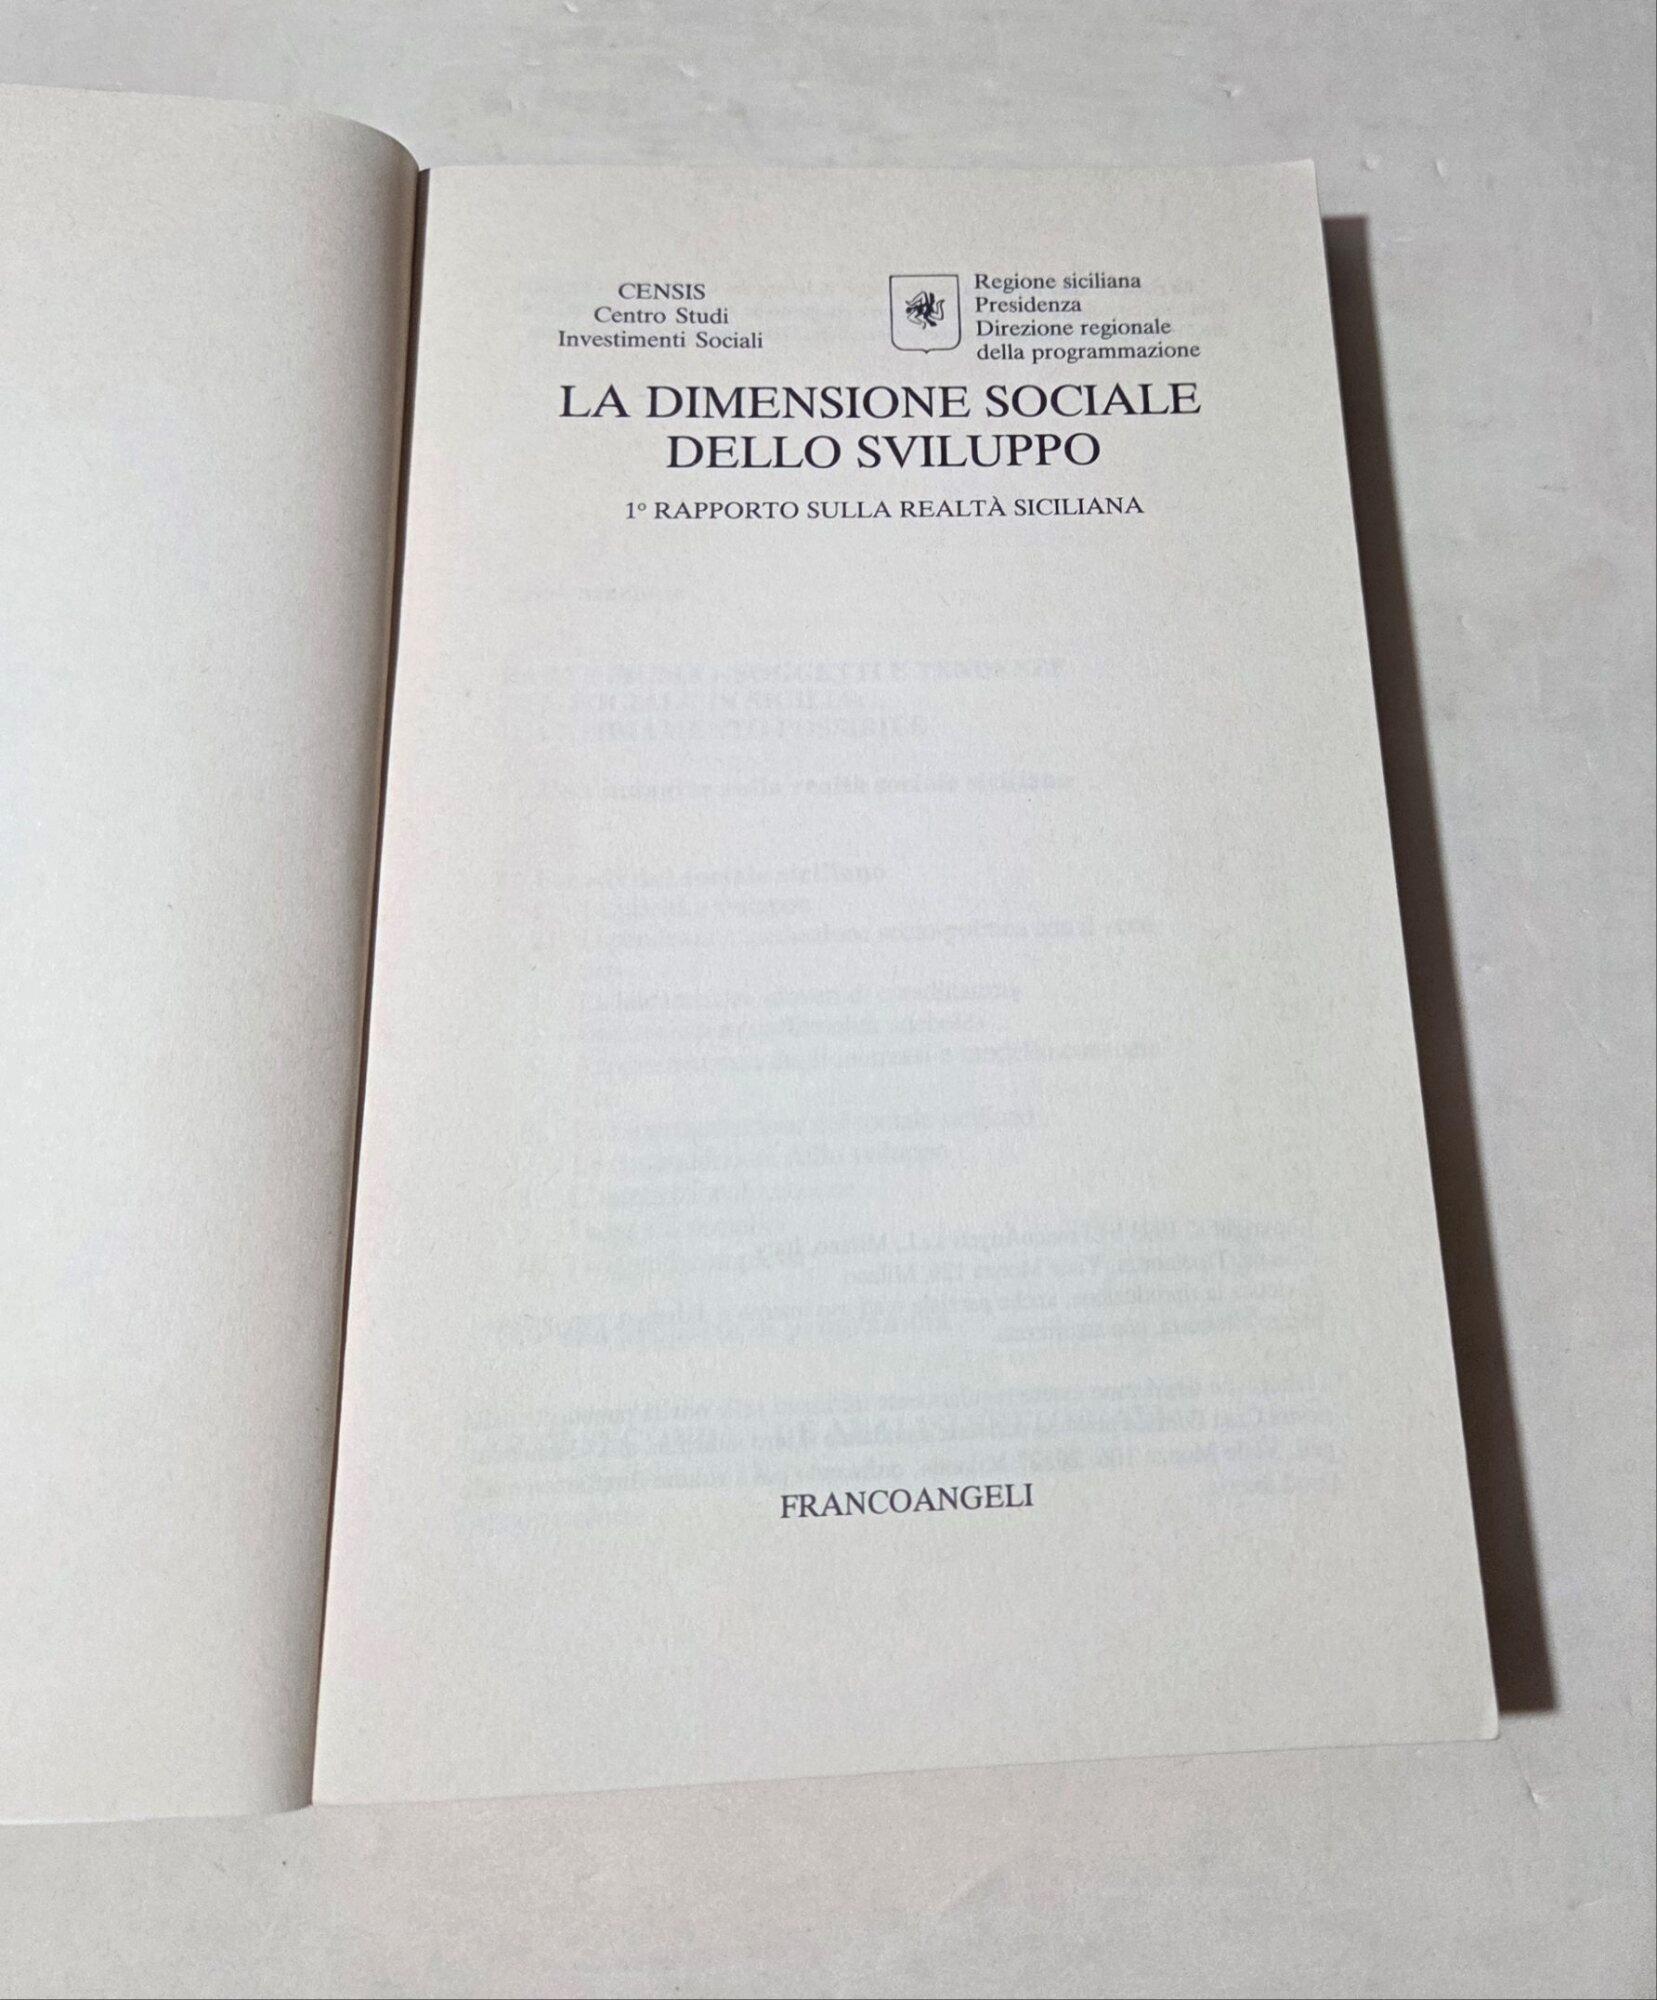 CENSIS
Centro Studi
Investimenti Sociali
Regione siciliana
Presidenza
Direzione regionale
della programmazione
LA DIMENSIONE SOCIALE
DELLO SVILUPPO
1° RAPPORTO SULLA REALTÀ SICILIANA
FRANCOANGELI